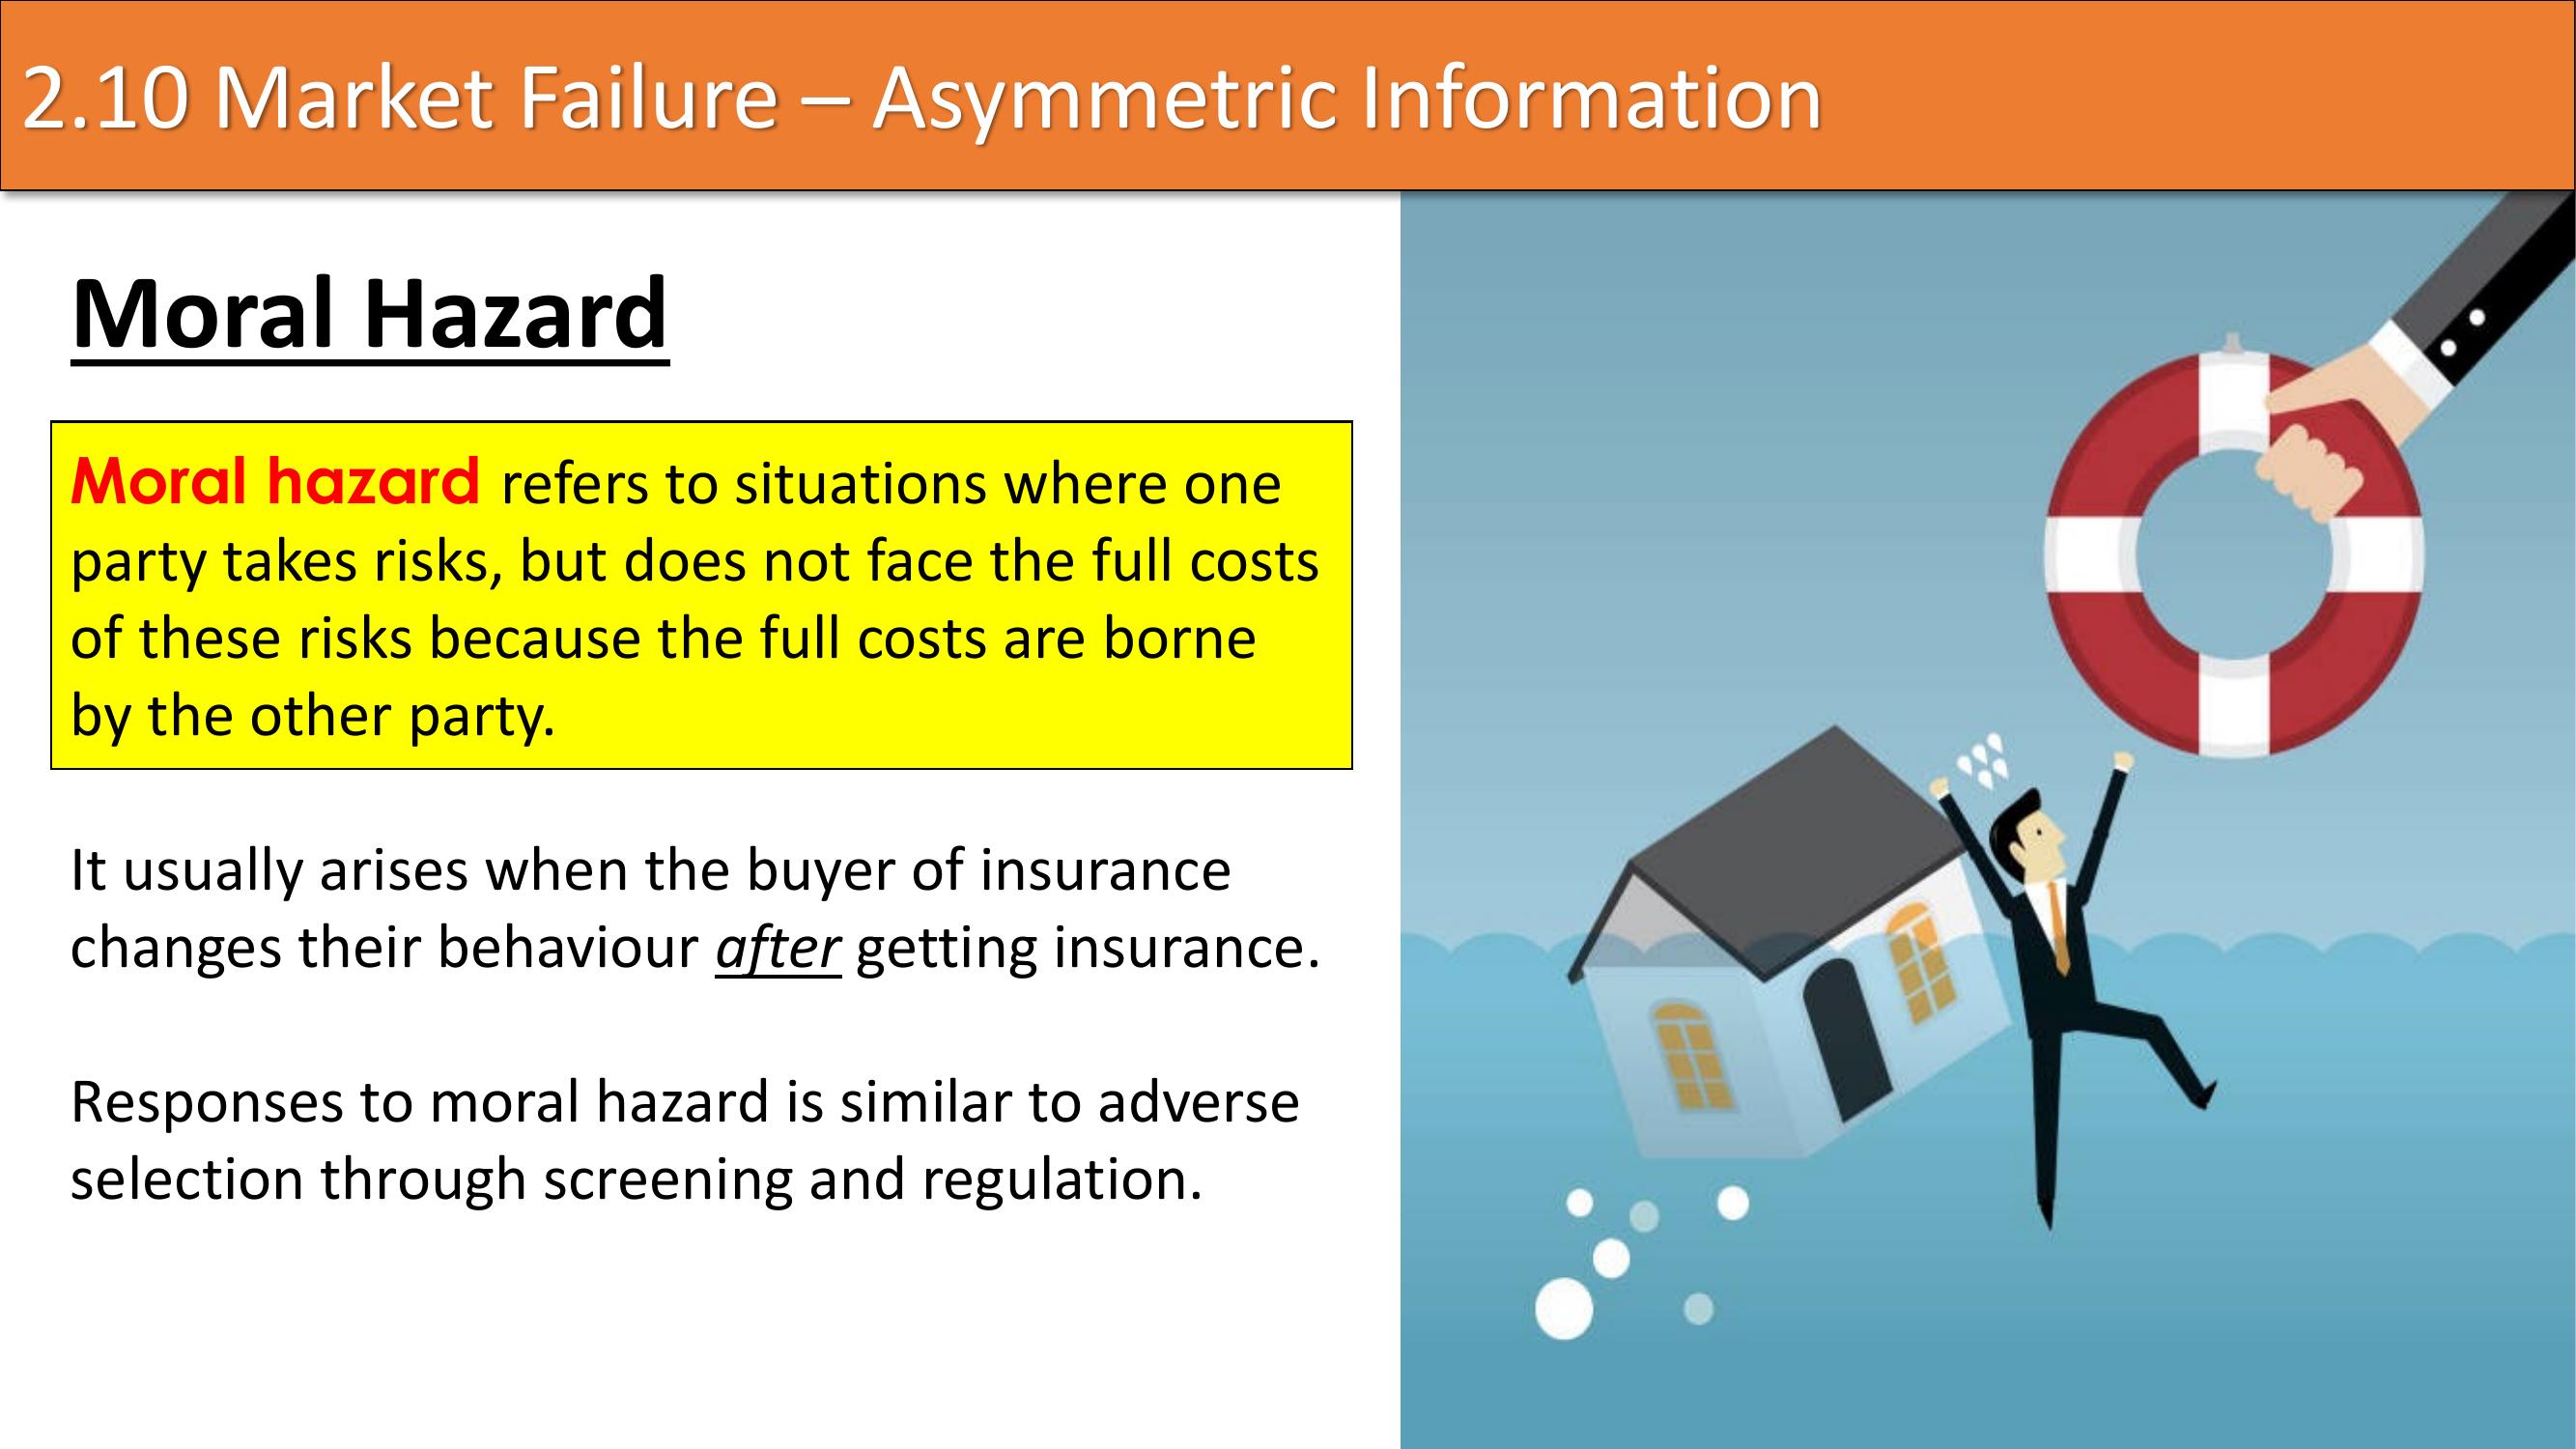 2.10 Market Failure – Asymmetric Information
Moral Hazard
Moral hazard refers to situations where one
party takes risks, but does not face the full costs
of these risks because the full costs are borne
by the other party.
It usually arises when the buyer of insurance
changes their behaviour after getting insurance.
Responses to moral hazard is similar to adverse
selection through screening and regulation.